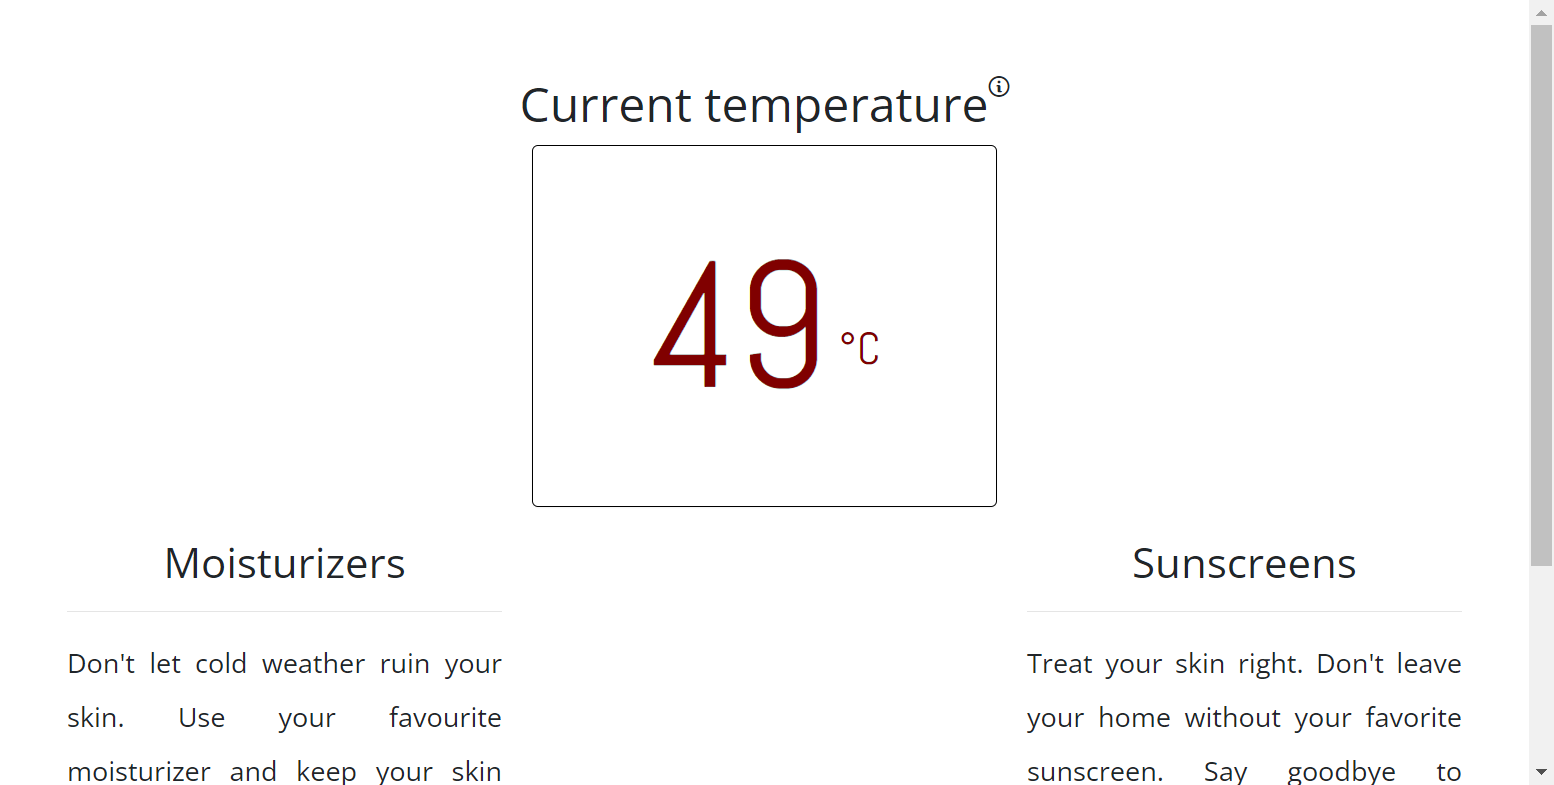 Current temperature
49 °C
Moisturizers
Don't let cold weather ruin your
skin. Use your favourite
moisturizer and keep your skin
Sunscreens
Treat your skin right. Don't leave
your home without your favorite
sunscreen. Say goodbye to